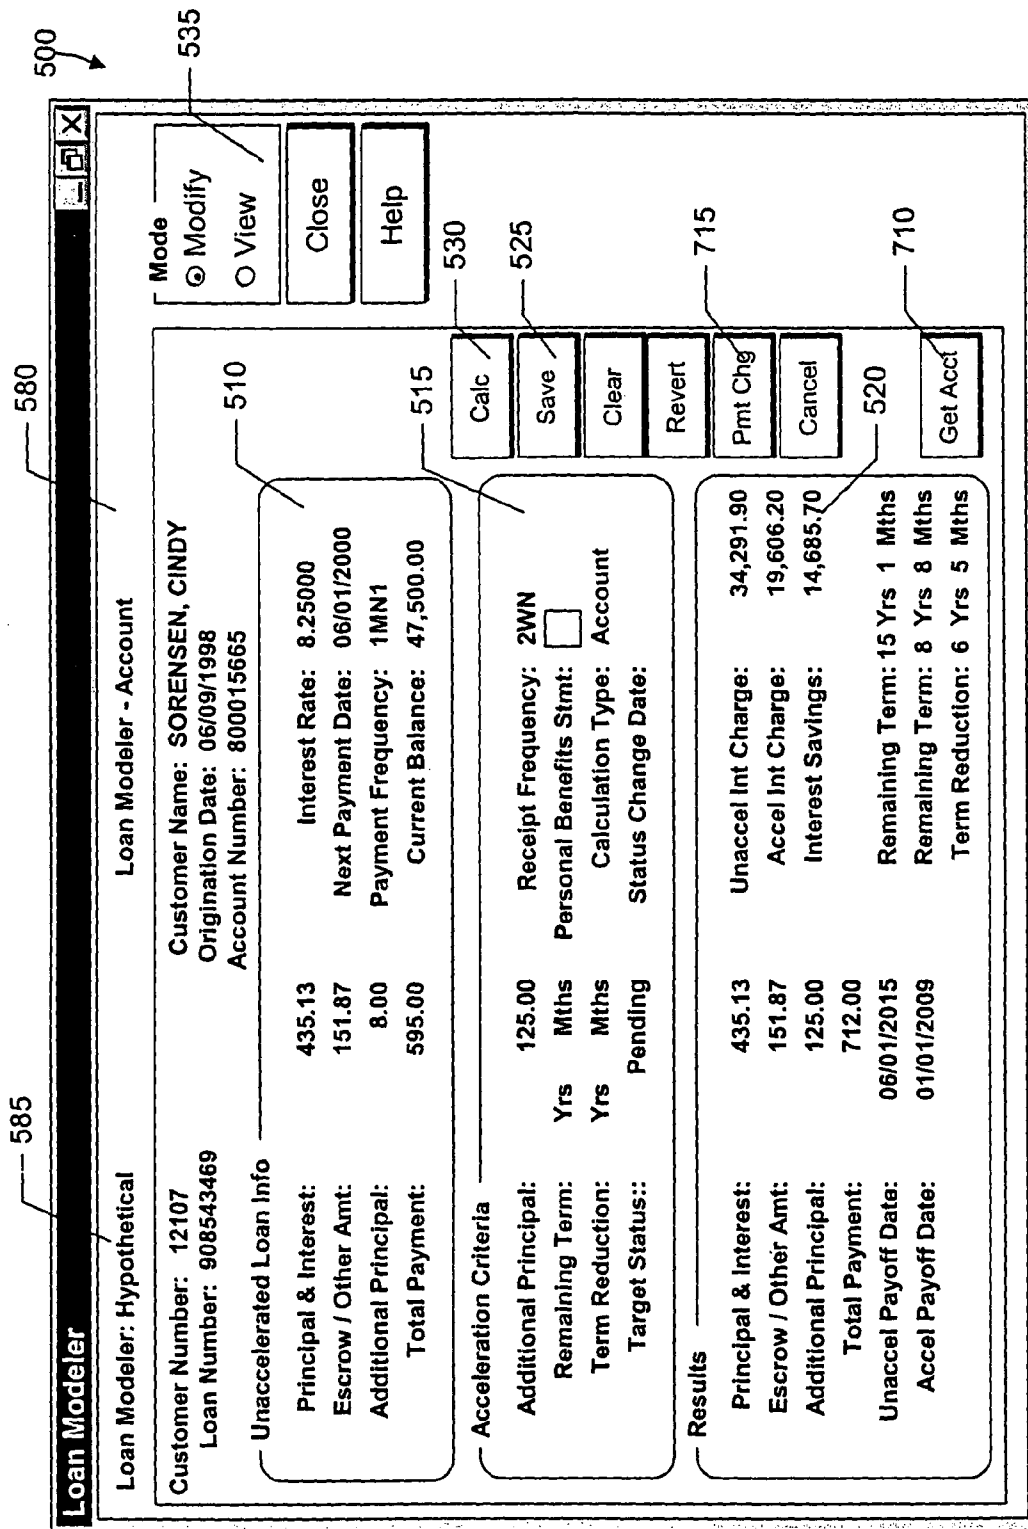 500
580
585
Loan Modeler
Loan Modeler: Hypothetical
Loan Modeler - Account
Customer Number: 12107
Customer Name: SORENSEN, CINDY
Loan Number: 908543469
Origination Date: 06/09/1998
Account Number: 800015665
Mode
Modify
View
535
Close
Help
Unaccelerated Loan Info
510
Principal & Interest: 435.13 Interest Rate: 8.25000
Escrow / Other Amt: 151.87 Next Payment Date: 06/01/2000
Additional Principal: 8.00 Payment Frequency: 1MN1
Total Payment: 595.00 Current Balance: 47,500.00
Acceleration Criteria
515
Additional Principal: 125.00 Receipt Frequency: 2WN
Remaining Term: Yrs Mths Personal Benefits Stmt:
Term Reduction: Yrs Mths Calculation Type: Account
Target Status:: Pending Status Change Date:
Calc
530
Save
525
Clear
Revert
Pmt Chg
715
Cancel
520
Get Acct
710
Results
Principal & Interest: 435.13 Unaccel Int Charge: 34,291.90
Escrow / Other Amt: 151.87 Accel Int Charge: 19,606.20
Additional Principal: 125.00 Interest Savings: 14,685.70
Total Payment: 712.00
Unaccel Payoff Date: 06/01/2015 Remaining Term: 15 Yrs 1 Mths
Accel Payoff Date: 01/01/2009 Remaining Term: 8 Yrs 8 Mths
Term Reduction: 6 Yrs 5 Mths